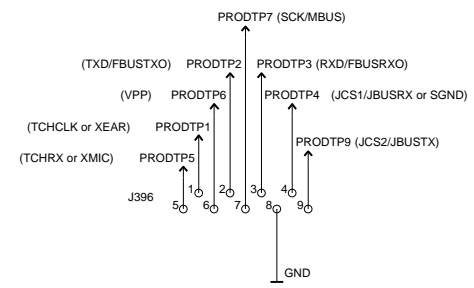 PRODTP7 (SCK/MBUS)
(TXD/FBUSTXO) PRODTP2 PRODTP3 (RXD/FBUSRXO)
(VPP) PRODTP6 PRODTP4 (JCS1/JBUSRX or SGND)
(TCHCLK or XEAR) PRODTP1
PRODTP9 (JCS2/JBUSTX)
(TCHRX or XMIC) PRODTP5
1 2 3 4
J396
5 6 7 8 9
GND